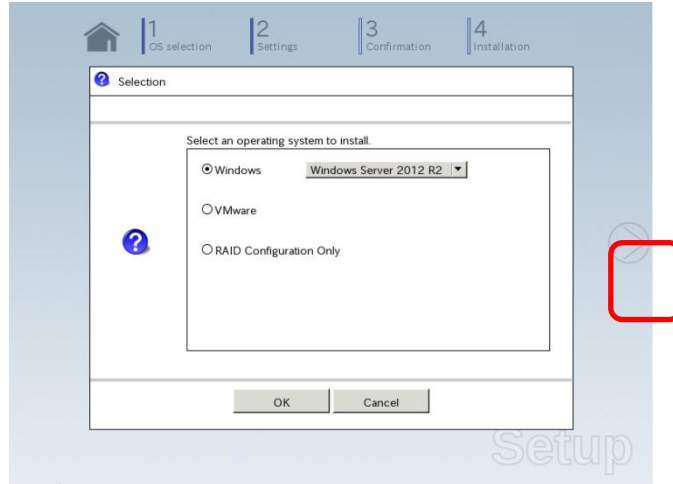 1 2 3 4
OS selection Settings Confirmation Installation
Selection
Select an operating system to install.
Windows Windows Server 2012 R2
VMware
RAID Configuration Only
OK Cancel
Setup